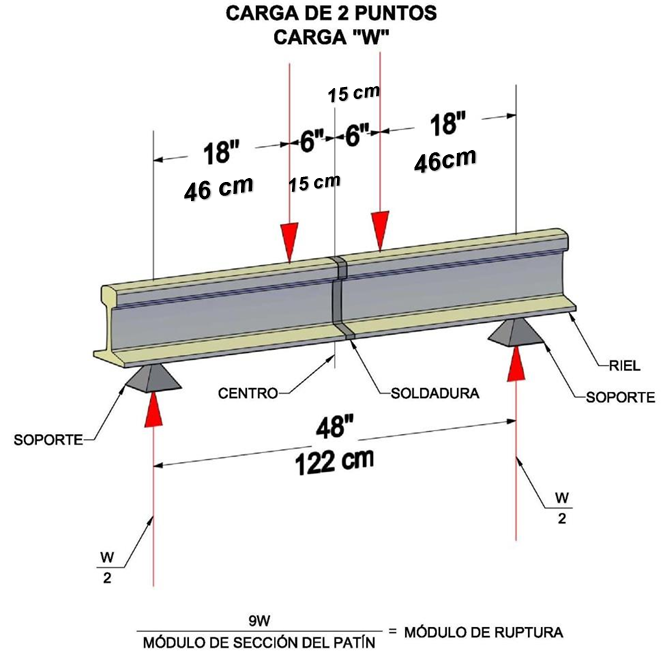 CARGA DE 2 PUNTOS
CARGA "W"
15 cm
18" 6" 6" 18"
46 cm 15 cm 46cm
RIEL
CENTRO SOLDADURA SOPORTE
SOPORTE
48"
122 cm
W
2
W
2
9W
MÓDULO DE SECCIÓN DEL PATÍN = MÓDULO DE RUPTURA